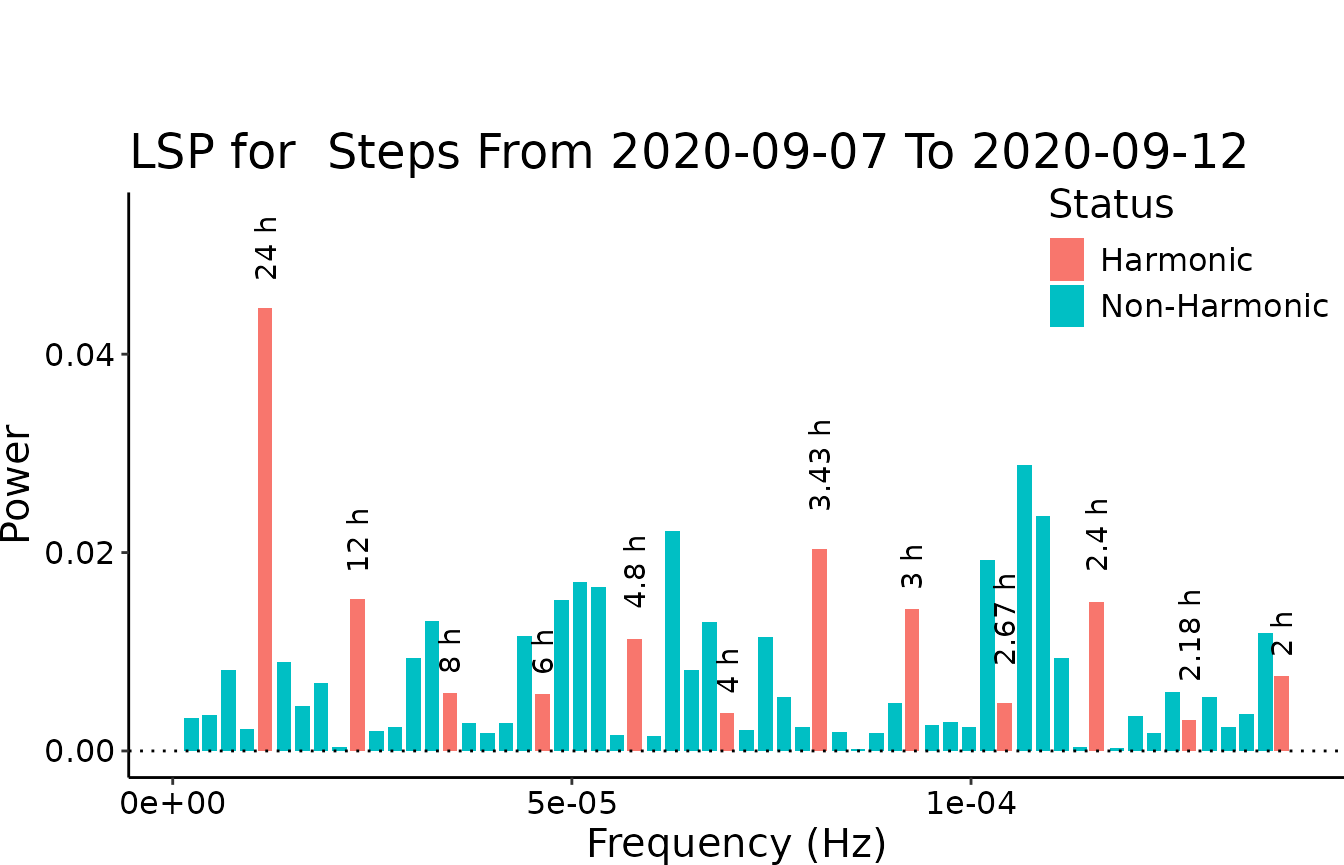 LSP for  Steps From 2020-09-07 To 2020-09-12
Status
Harmonic
Non-Harmonic
Power
0.04
0.02
0.00
24 h
12 h
8 h
6 h
4.8 h
4 h
3.43 h
3 h
2.67 h
2.4 h
2.18 h
2 h
0e+00
5e-05
1e-04
Frequency (Hz)